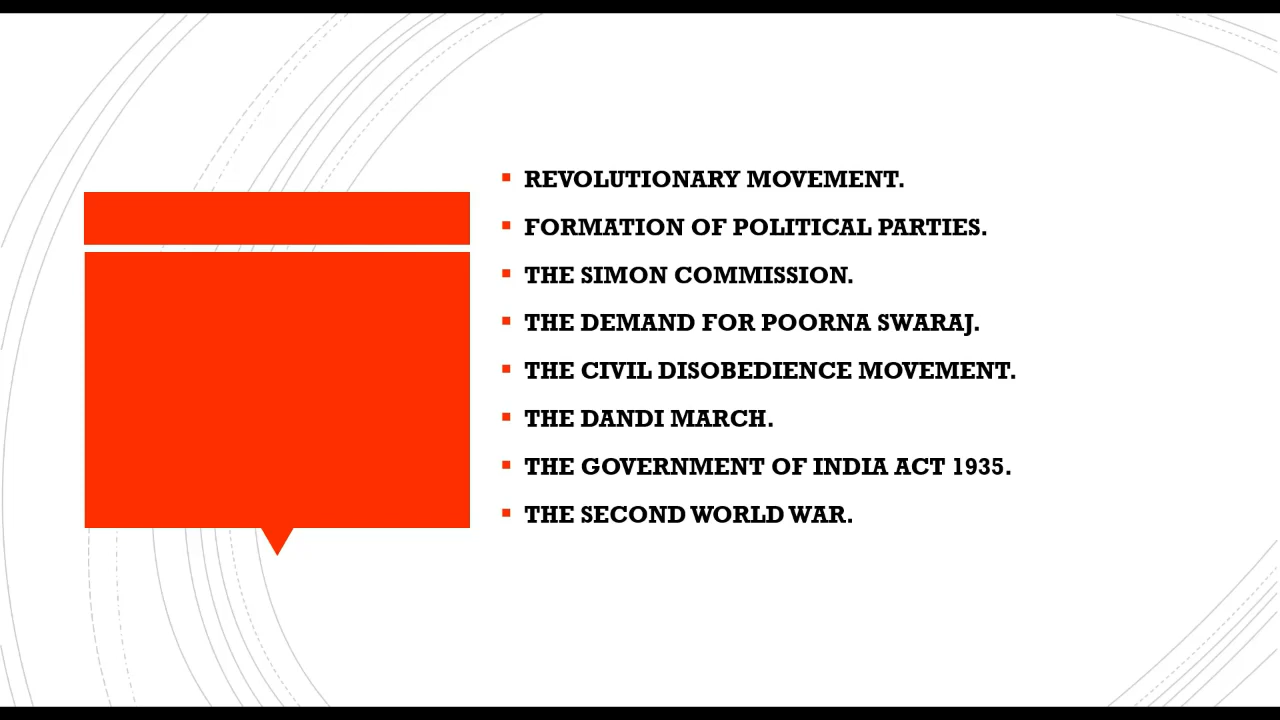 REVOLUTIONARY MOVEMENT.
FORMATION OF POLITICAL PARTIES.
THE SIMON COMMISSION.
THE DEMAND FOR POORNA SWARAJ.
THE CIVIL DISOBEDIENCE MOVEMENT.
THE DANDI MARCH.
THE GOVERNMENT OF INDIA ACT 1935.
THE SECOND WORLD WAR.